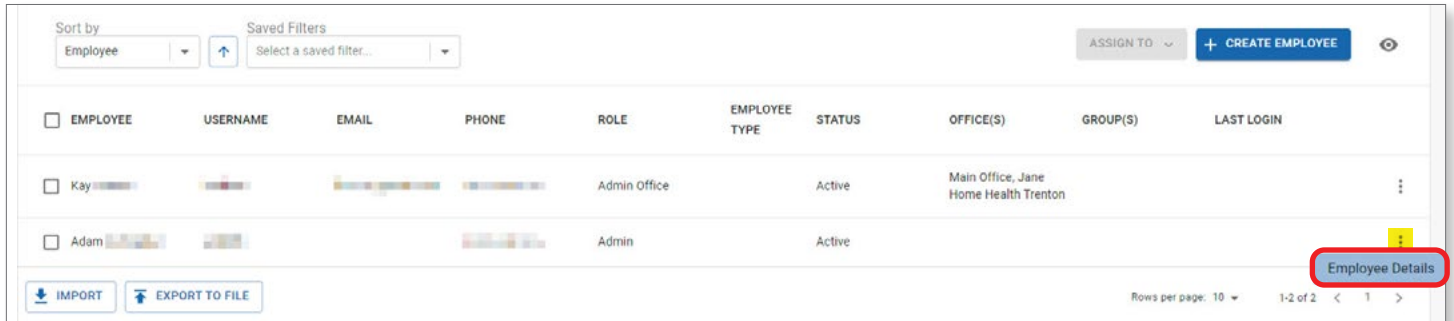 Sort by
Saved Filters
Employee
Select a saved filter...
ASSIGN TO
+ CREATE EMPLOYEE
EMPLOYEE
USERNAME
EMAIL
PHONE
ROLE
EMPLOYEE TYPE
STATUS
OFFICE(S)
GROUP(S)
LAST LOGIN
Kay
Admin Office
Active
Main Office, Jane
Home Health Trenton
Adam
Admin
Active
Employee Details
IMPORT
EXPORT TO FILE
Rows per page: 10
1-2 of 2 < 1 >